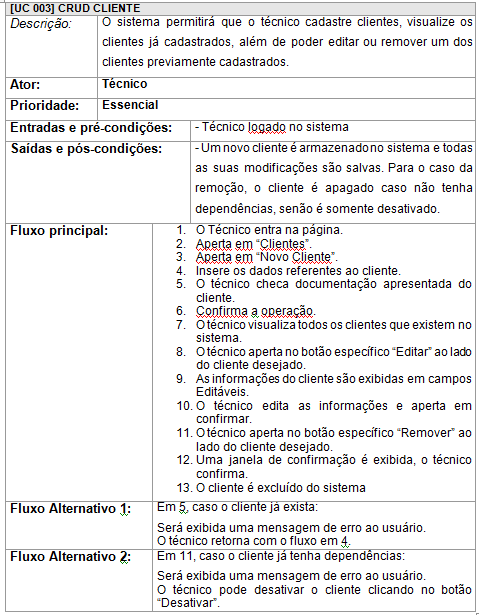 [UC 003] CRUD CLIENTE
Descrição: O sistema permitirá que o técnico cadastre clientes, visualize os
clientes já cadastrados, além de poder editar ou remover um dos
clientes previamente cadastrados.
Ator: Técnico
Prioridade: Essencial
Entradas e pré-condições: - Técnico logado no sistema
Saídas e pós-condições: - Um novo cliente é armazenado no sistema e todas
as suas modificações são salvas. Para o caso da
remoção, o cliente é apagado caso não tenha
dependências, senão é somente desativado.
Fluxo principal: 1. O Técnico entra na página.
2. Aperta em “Clientes”.
3. Aperta em “Novo Cliente”.
4. Insere os dados referentes ao cliente.
5. O técnico checa documentação apresentada do
cliente.
6. Confirma a operação.
7. O técnico visualiza todos os clientes que existem no
sistema.
8. O técnico aperta no botão específico “Editar” ao lado
do cliente desejado.
9. As informações do cliente são exibidas em campos
Editáveis.
10. O técnico edita as informações e aperta em
confirmar.
11. O técnico aperta no botão específico “Remover” ao
lado do cliente desejado.
12. Uma janela de confirmação é exibida, o técnico
confirma.
13. O cliente é excluído do sistema
Fluxo Alternativo 1: Em 5, caso o cliente já exista:
Será exibida uma mensagem de erro ao usuário.
O técnico retorna com o fluxo em 4.
Fluxo Alternativo 2: Em 11, caso o cliente já tenha dependências:
Será exibida uma mensagem de erro ao usuário.
O técnico pode desativar o cliente clicando no botão
“Desativar”.